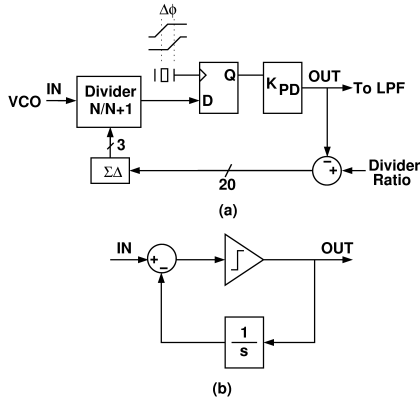 Δϕ
IN
VCO
Divider
N/N+1
D
Q
K PD
OUT
To LPF
3
ΣΔ
20
− +
Divider
Ratio
(a)
IN
+ −
OUT
1
s
(b)